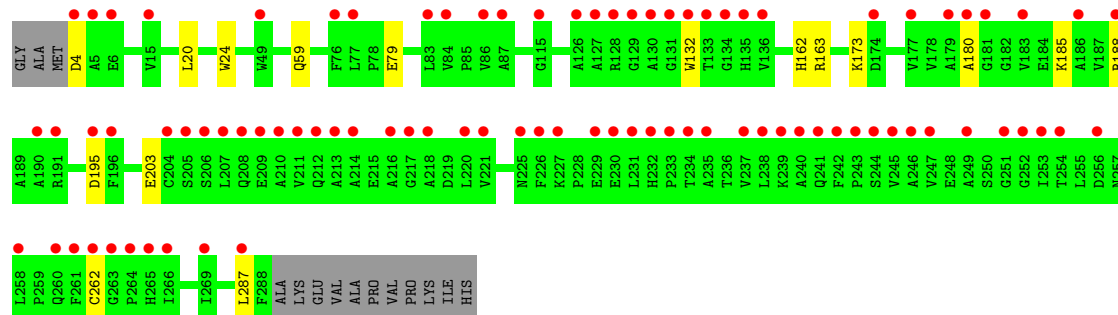 GLY ALA MET D4 A5 E6 V15 L20 W24 W49 Q59 F76 L77 P78 E79 L83 V84 P85 V86 A87 G115 A126 A127 R128 G129 A130 G131 W132 T133 G134 H135 V136 H162 R163 K173 D174 V177 V178 A179 A180 G181 G182 V183 E184 K185 A186 V187
A189 A190 R191 D195 F196 E203 C204 S205 S206 L207 Q208 E209 A210 V211 Q212 A213 A214 E215 A216 G217 A218 D219 L220 V221 N225 F226 K227 P228 E229 E230 L231 H232 P233 T234 A235 T236 V237 L238 K239 A240 Q241 F242 P243 S244 V245 A246 V247 E248 A249 S250 G251 G252 I253 T254 L255 D256 N257
L258 P259 Q260 F261 C262 G263 P264 H265 I266 I269 L287 F288 ALA LYS GLU VAL ALA PRO VAL PRO LYS ILE HIS